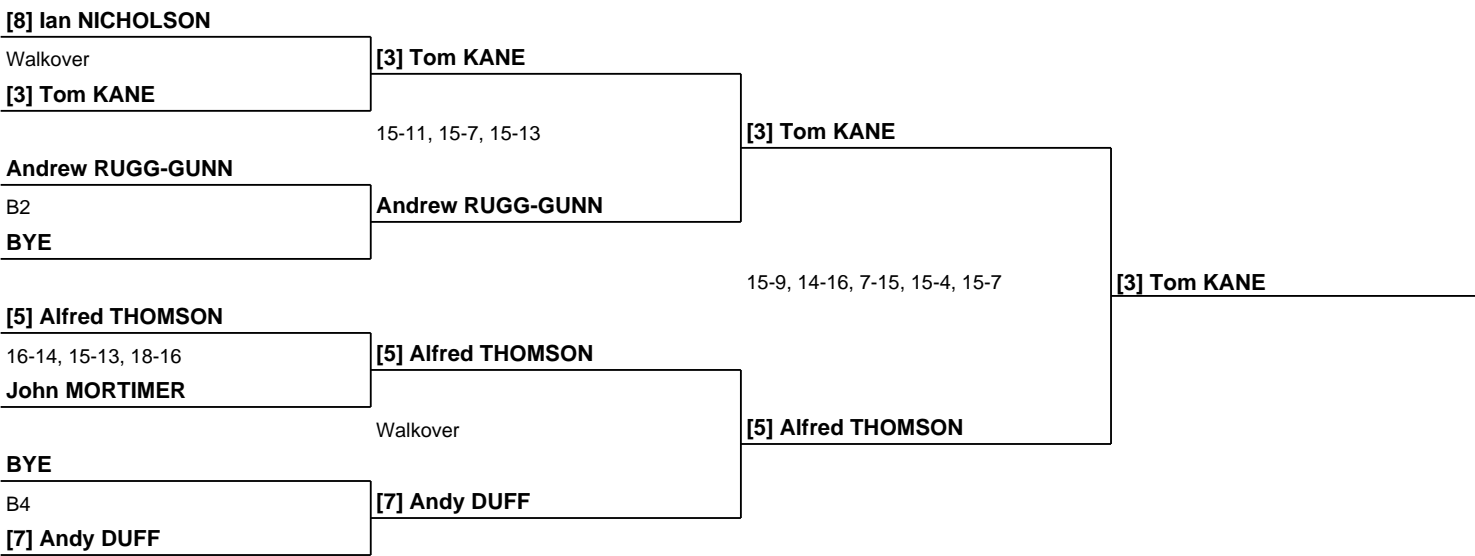 [8] Ian NICHOLSON
Walkover
[3] Tom KANE
[3] Tom KANE
15-11, 15-7, 15-13
[3] Tom KANE
Andrew RUGG-GUNN
B2
Andrew RUGG-GUNN
BYE
15-9, 14-16, 7-15, 15-4, 15-7
[3] Tom KANE
[5] Alfred THOMSON
16-14, 15-13, 18-16
[5] Alfred THOMSON
John MORTIMER
Walkover
[5] Alfred THOMSON
BYE
B4
[7] Andy DUFF
[7] Andy DUFF